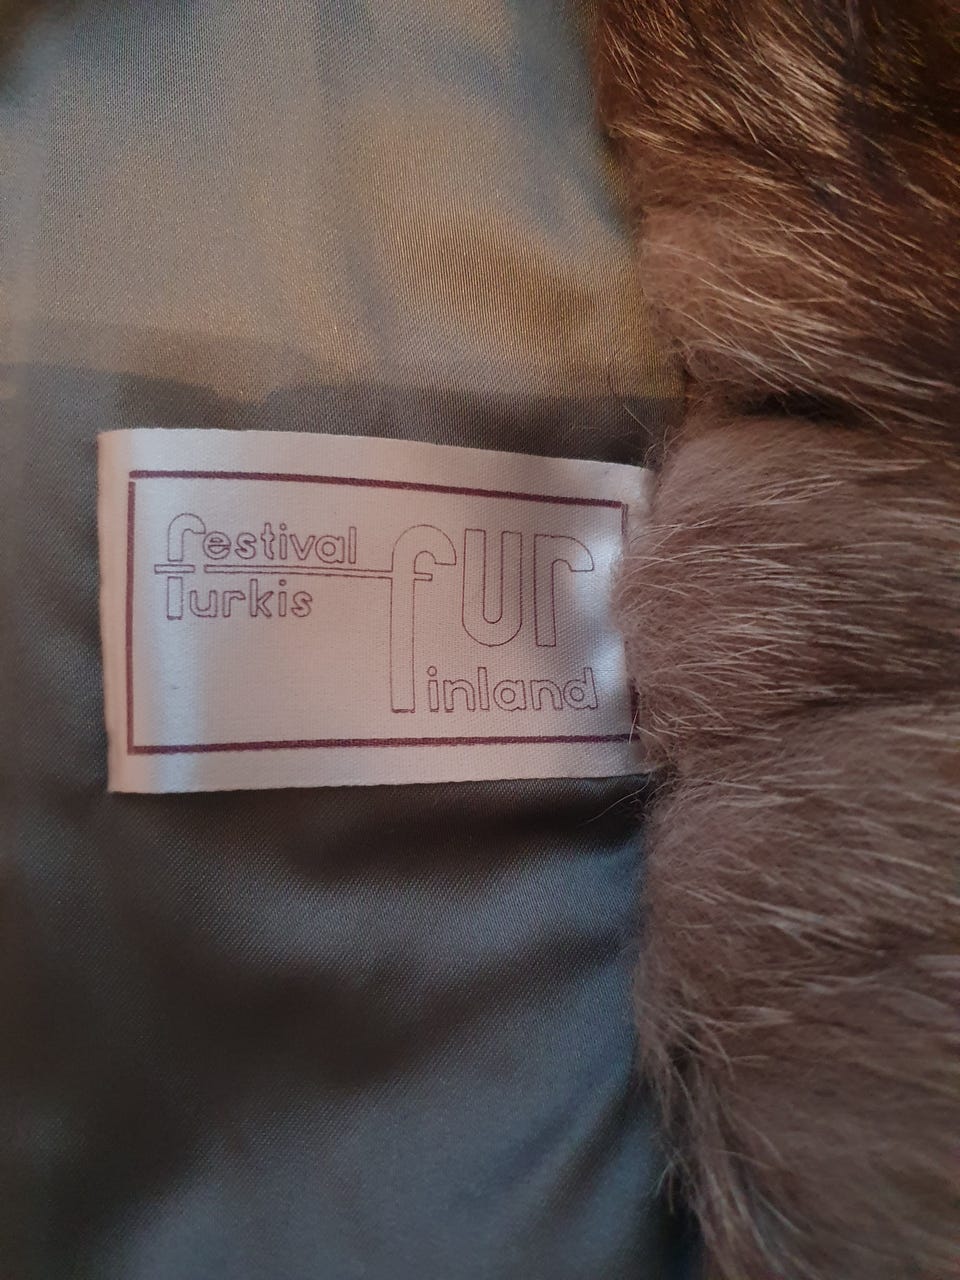 festival
turkis
fur
finland